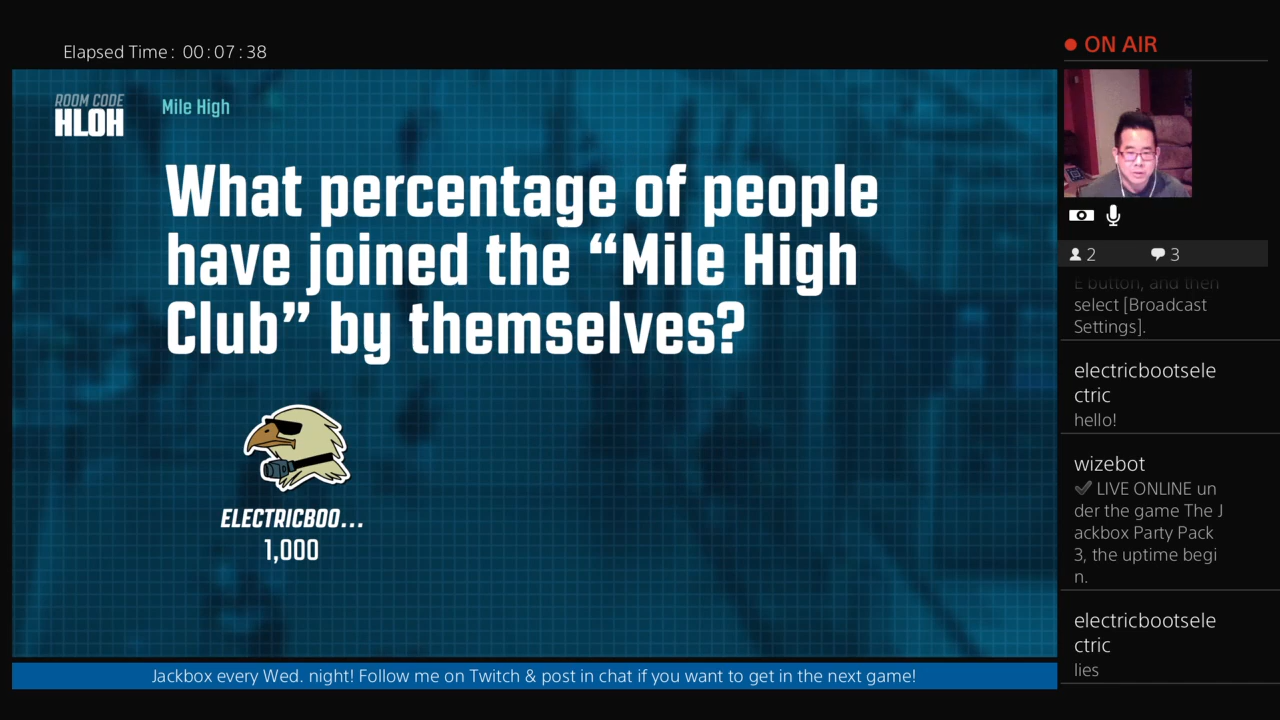 Elapsed Time: 00:07:38
ROOM CODE
HLOH
Mile High
What percentage of people
have joined the “Mile High
Club” by themselves?
ELECTRICBOO...
1,000
Jackbox every Wed. night! Follow me on Twitch & post in chat if you want to get in the next game!
ON AIR
2
3
E button, and then
select [Broadcast
Settings].
electricbootsele
ctric
hello!
wizebot
✔ LIVE ONLINE un
der the game The J
ackbox Party Pack
3, the uptime begi
n.
electricbootsele
ctric
lies